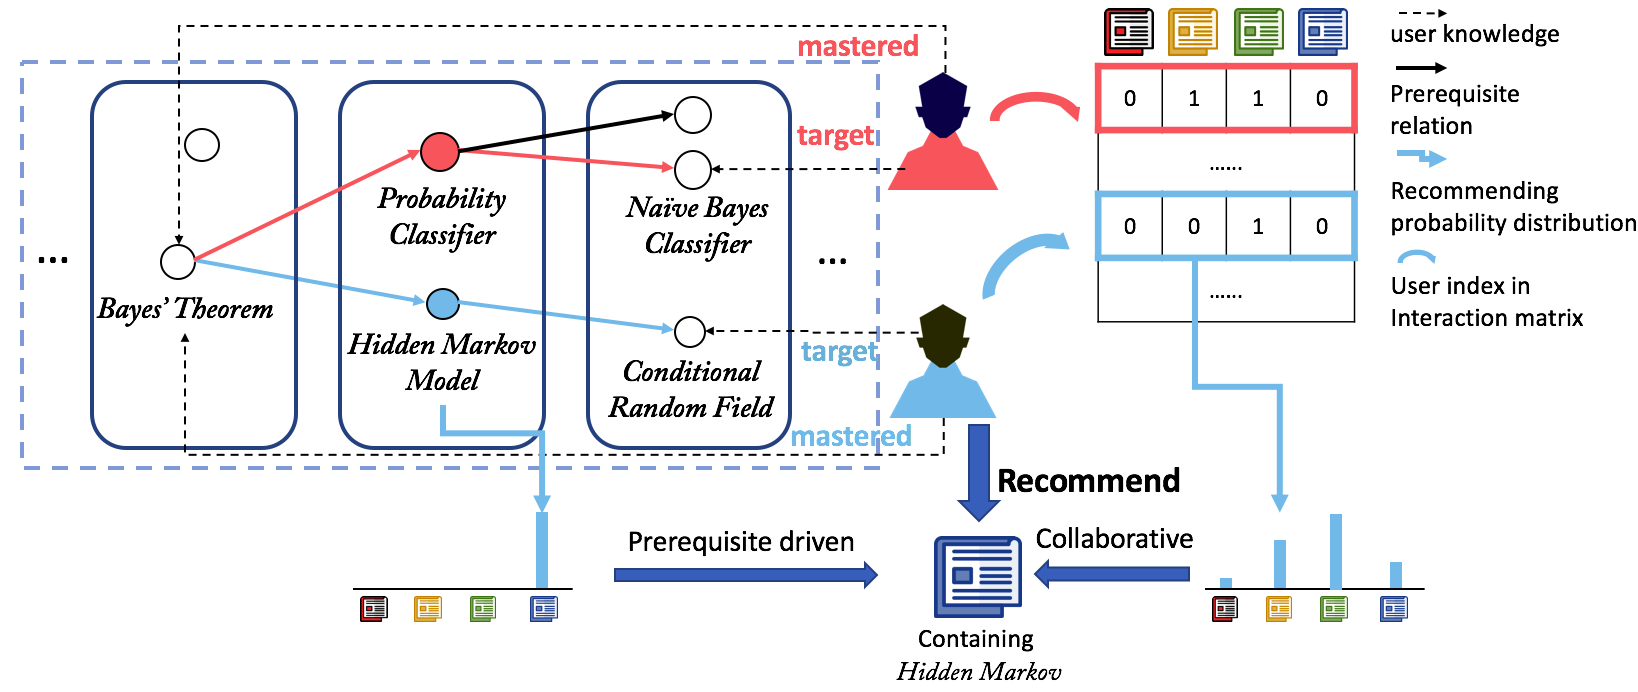 mastered
user knowledge
0 1 1 0
Prerequisite
relation
target
......
Probability
Classifier
Naïve Bayes
Classifier
Recommending
probability distribution
0 0 1 0
...
...
Bayes' Theorem
......
User index in
Interaction matrix
Hidden Markov
Model
target
Conditional
Random Field
mastered
Recommend
Prerequisite driven
Collaborative
Containing
Hidden Markov